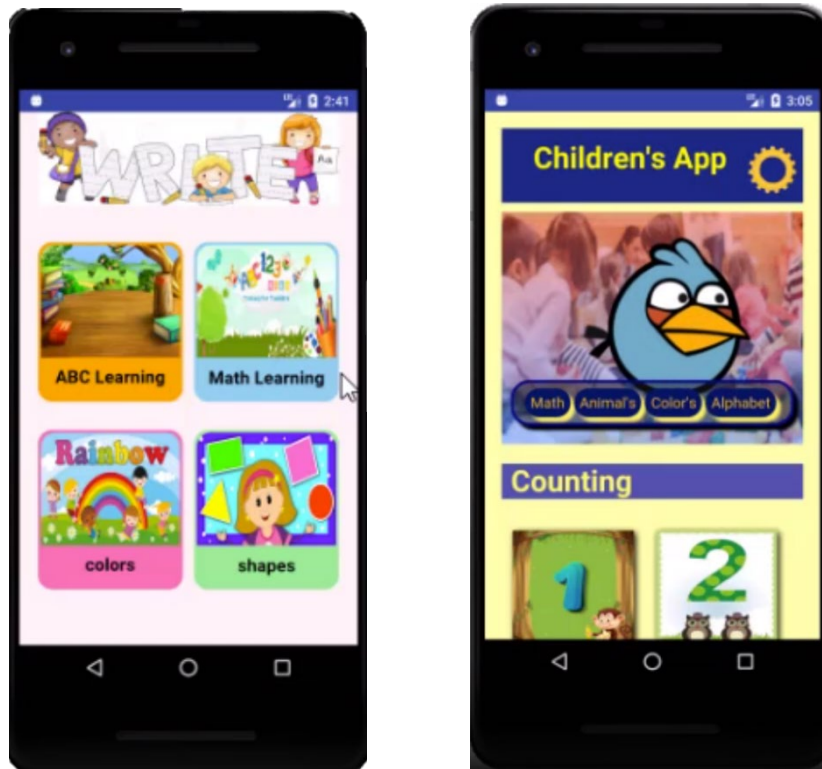 2:41
WRITE
Aa
ABC Learning
Math Learning
Rainbow
colors
shapes
3:05
Children's App
Math Animal's Color's Alphabet
Counting
1
2